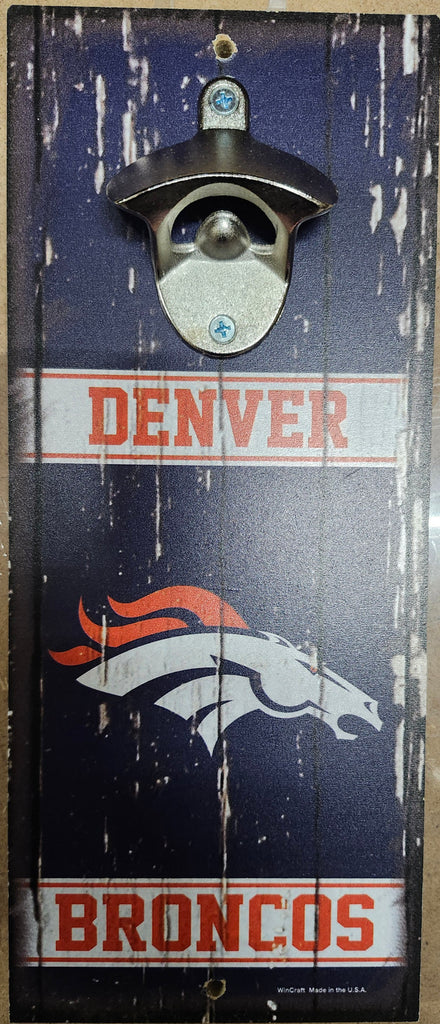 DENVER
BRONCOS
WinCraft Made in the U.S.A.